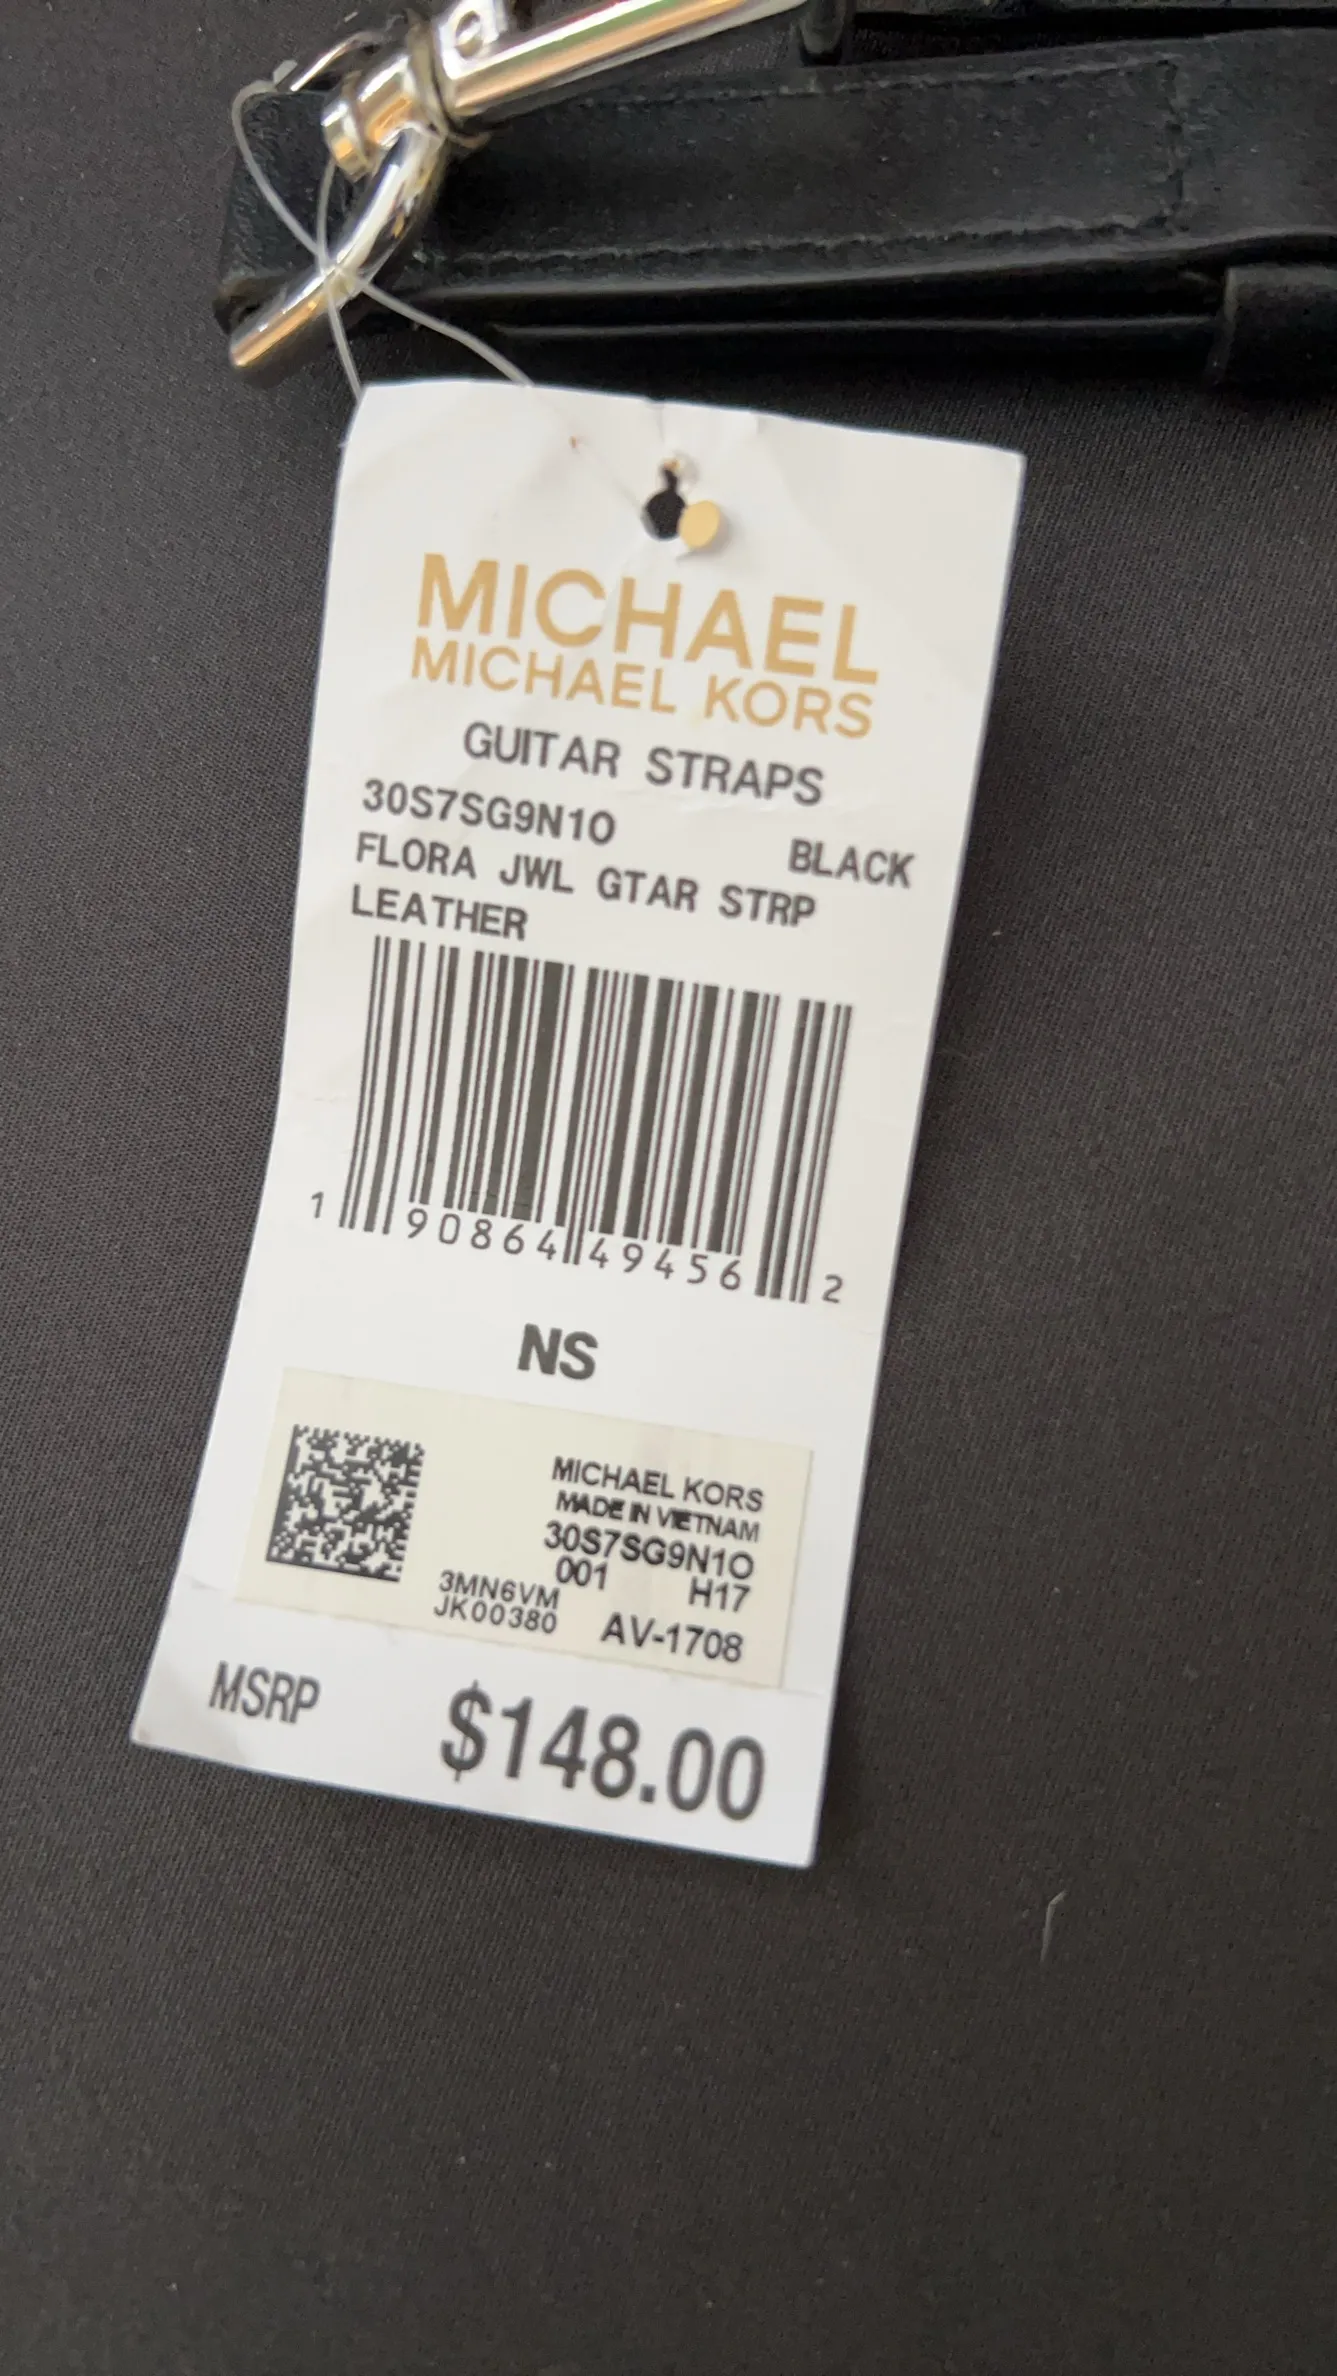 MICHAEL
MICHAEL KORS
GUITAR STRAPS
30S7SG9N1O
BLACK
FLORA JWL GTAR STRP
LEATHER
1 90864 49456 2
NS
MICHAEL KORS
MADE IN VIETNAM
30S7SG9N1O
001 H17
3MN6VM
JK00380 AV-1708
MSRP $148.00